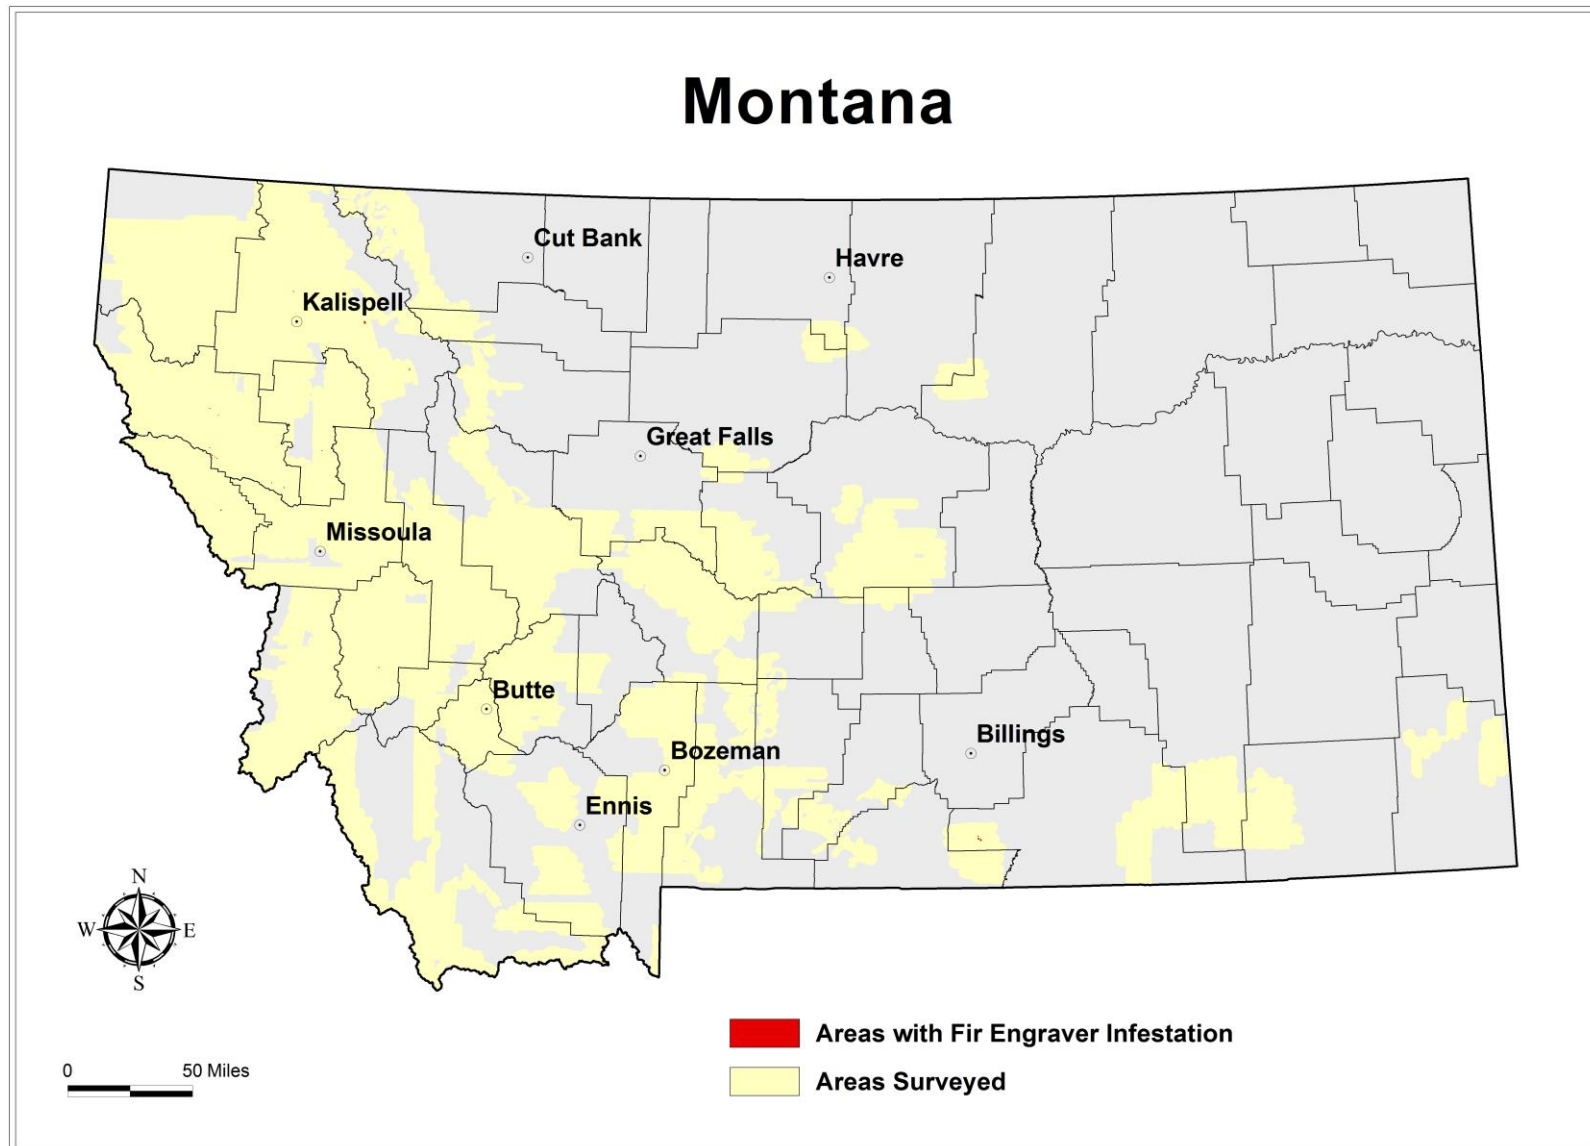 Montana
Cut Bank
Havre
Kalispell
Great Falls
Missoula
Butte
Billings
Bozeman
Ennis
N
W E
S
0 50 Miles
Areas with Fir Engraver Infestation
Areas Surveyed